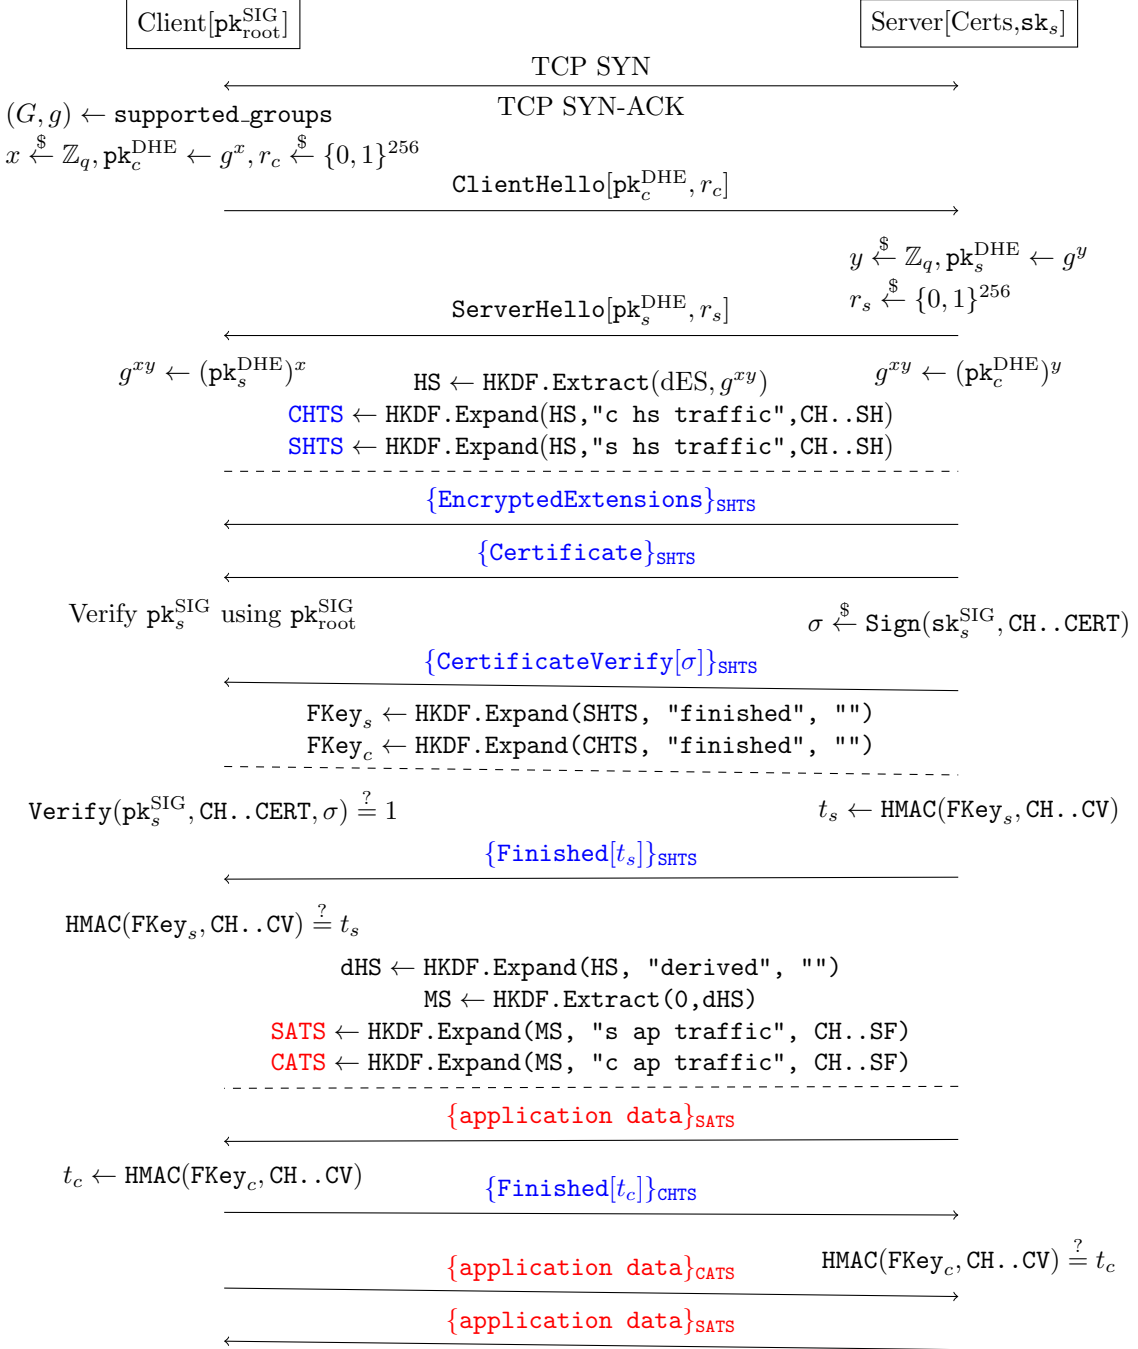 Client[pk_root^SIG]
Server[Certs,sk_s]
TCP SYN
TCP SYN-ACK
(G, g) ← supported_groups
x ←$ ℤ_q, pk_c^DHE ← g^x, r_c ←$ {0, 1}^256
ClientHello[pk_c^DHE, r_c]
y ←$ ℤ_q, pk_s^DHE ← g^y
r_s ←$ {0, 1}^256
ServerHello[pk_s^DHE, r_s]
g^xy ← (pk_s^DHE)^x
HS ← HKDF.Extract(dES, g^xy)
g^xy ← (pk_c^DHE)^y
CHTS ← HKDF.Expand(HS,"c hs traffic",CH..SH)
SHTS ← HKDF.Expand(HS,"s hs traffic",CH..SH)
{EncryptedExtensions}_SHTS
{Certificate}_SHTS
Verify pk_s^SIG using pk_root^SIG
σ ←$ Sign(sk_s^SIG, CH..CERT)
{CertificateVerify[σ]}_SHTS
FKey_s ← HKDF.Expand(SHTS, "finished", "")
FKey_c ← HKDF.Expand(CHTS, "finished", "")
Verify(pk_s^SIG, CH..CERT, σ) ≟ 1
t_s ← HMAC(FKey_s, CH..CV)
{Finished[t_s]}_SHTS
HMAC(FKey_s, CH..CV) ≟ t_s
dHS ← HKDF.Expand(HS, "derived", "")
MS ← HKDF.Extract(0,dHS)
SATS ← HKDF.Expand(MS, "s ap traffic", CH..SF)
CATS ← HKDF.Expand(MS, "c ap traffic", CH..SF)
{application data}_SATS
t_c ← HMAC(FKey_c, CH..CV)
{Finished[t_c]}_CHTS
HMAC(FKey_c, CH..CV) ≟ t_c
{application data}_CATS
{application data}_SATS